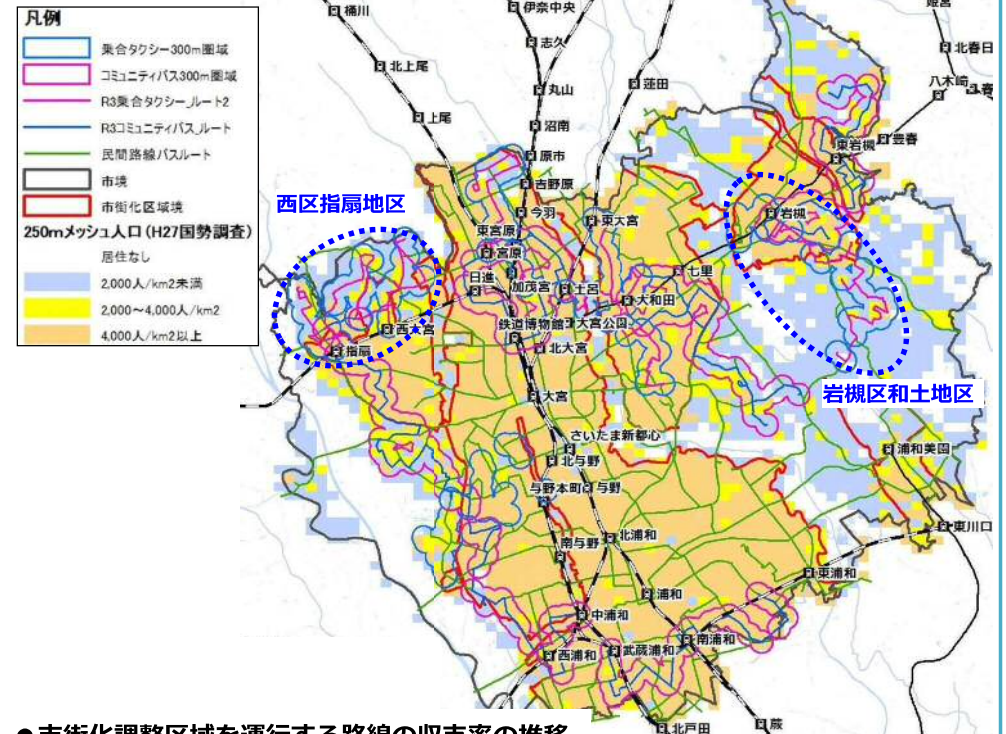 凡例
乗合タクシー300m圏域
コミュニティバス300m圏域
R3乗合タクシー_ルート2
R3コミュニティバス_ルート
民間路線バスルート
市境
市街化区域境
250mメッシュ人口(H27国勢調査)
居住なし
2,000人/km2未満
2,000〜4,000人/km2
4,000人/km2以上
桶川
伊奈中央
志久
北上尾
丸山
蓮田
上尾
沼南
原市
吉野原
北春日
八木崎
春
豊春
東岩槻
岩槻
西区指扇地区
今羽
東大宮
東宮原
宮原
日進
加茂宮
土呂
七里
大和田
西大宮
鉄道博物館
大宮公園
指扇
北大宮
大宮
岩槻区和土地区
さいたま新都心
北与野
浦和美園
与野本町
与野
東川口
南与野
北浦和
東浦和
浦和
中浦和
南浦和
西浦和
武蔵浦和
北戸田
蕨